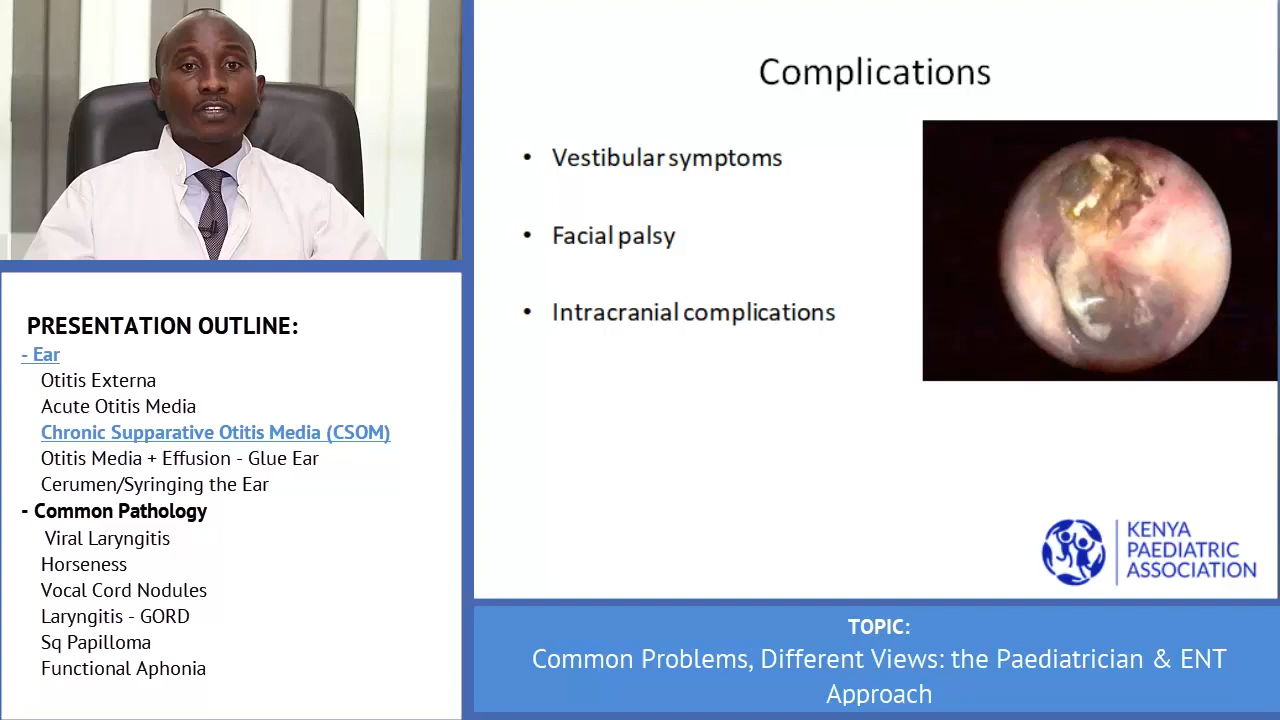 PRESENTATION OUTLINE:
- Ear
Otitis Externa
Acute Otitis Media
Chronic Supparative Otitis Media (CSOM)
Otitis Media + Effusion - Glue Ear
Cerumen/Syringing the Ear
- Common Pathology
Viral Laryngitis
Horseness
Vocal Cord Nodules
Laryngitis - GORD
Sq Papilloma
Functional Aphonia
Complications
• Vestibular symptoms
• Facial palsy
• Intracranial complications
KENYA
PAEDIATRIC
ASSOCIATION
TOPIC:
Common Problems, Different Views: the Paediatrician & ENT
Approach